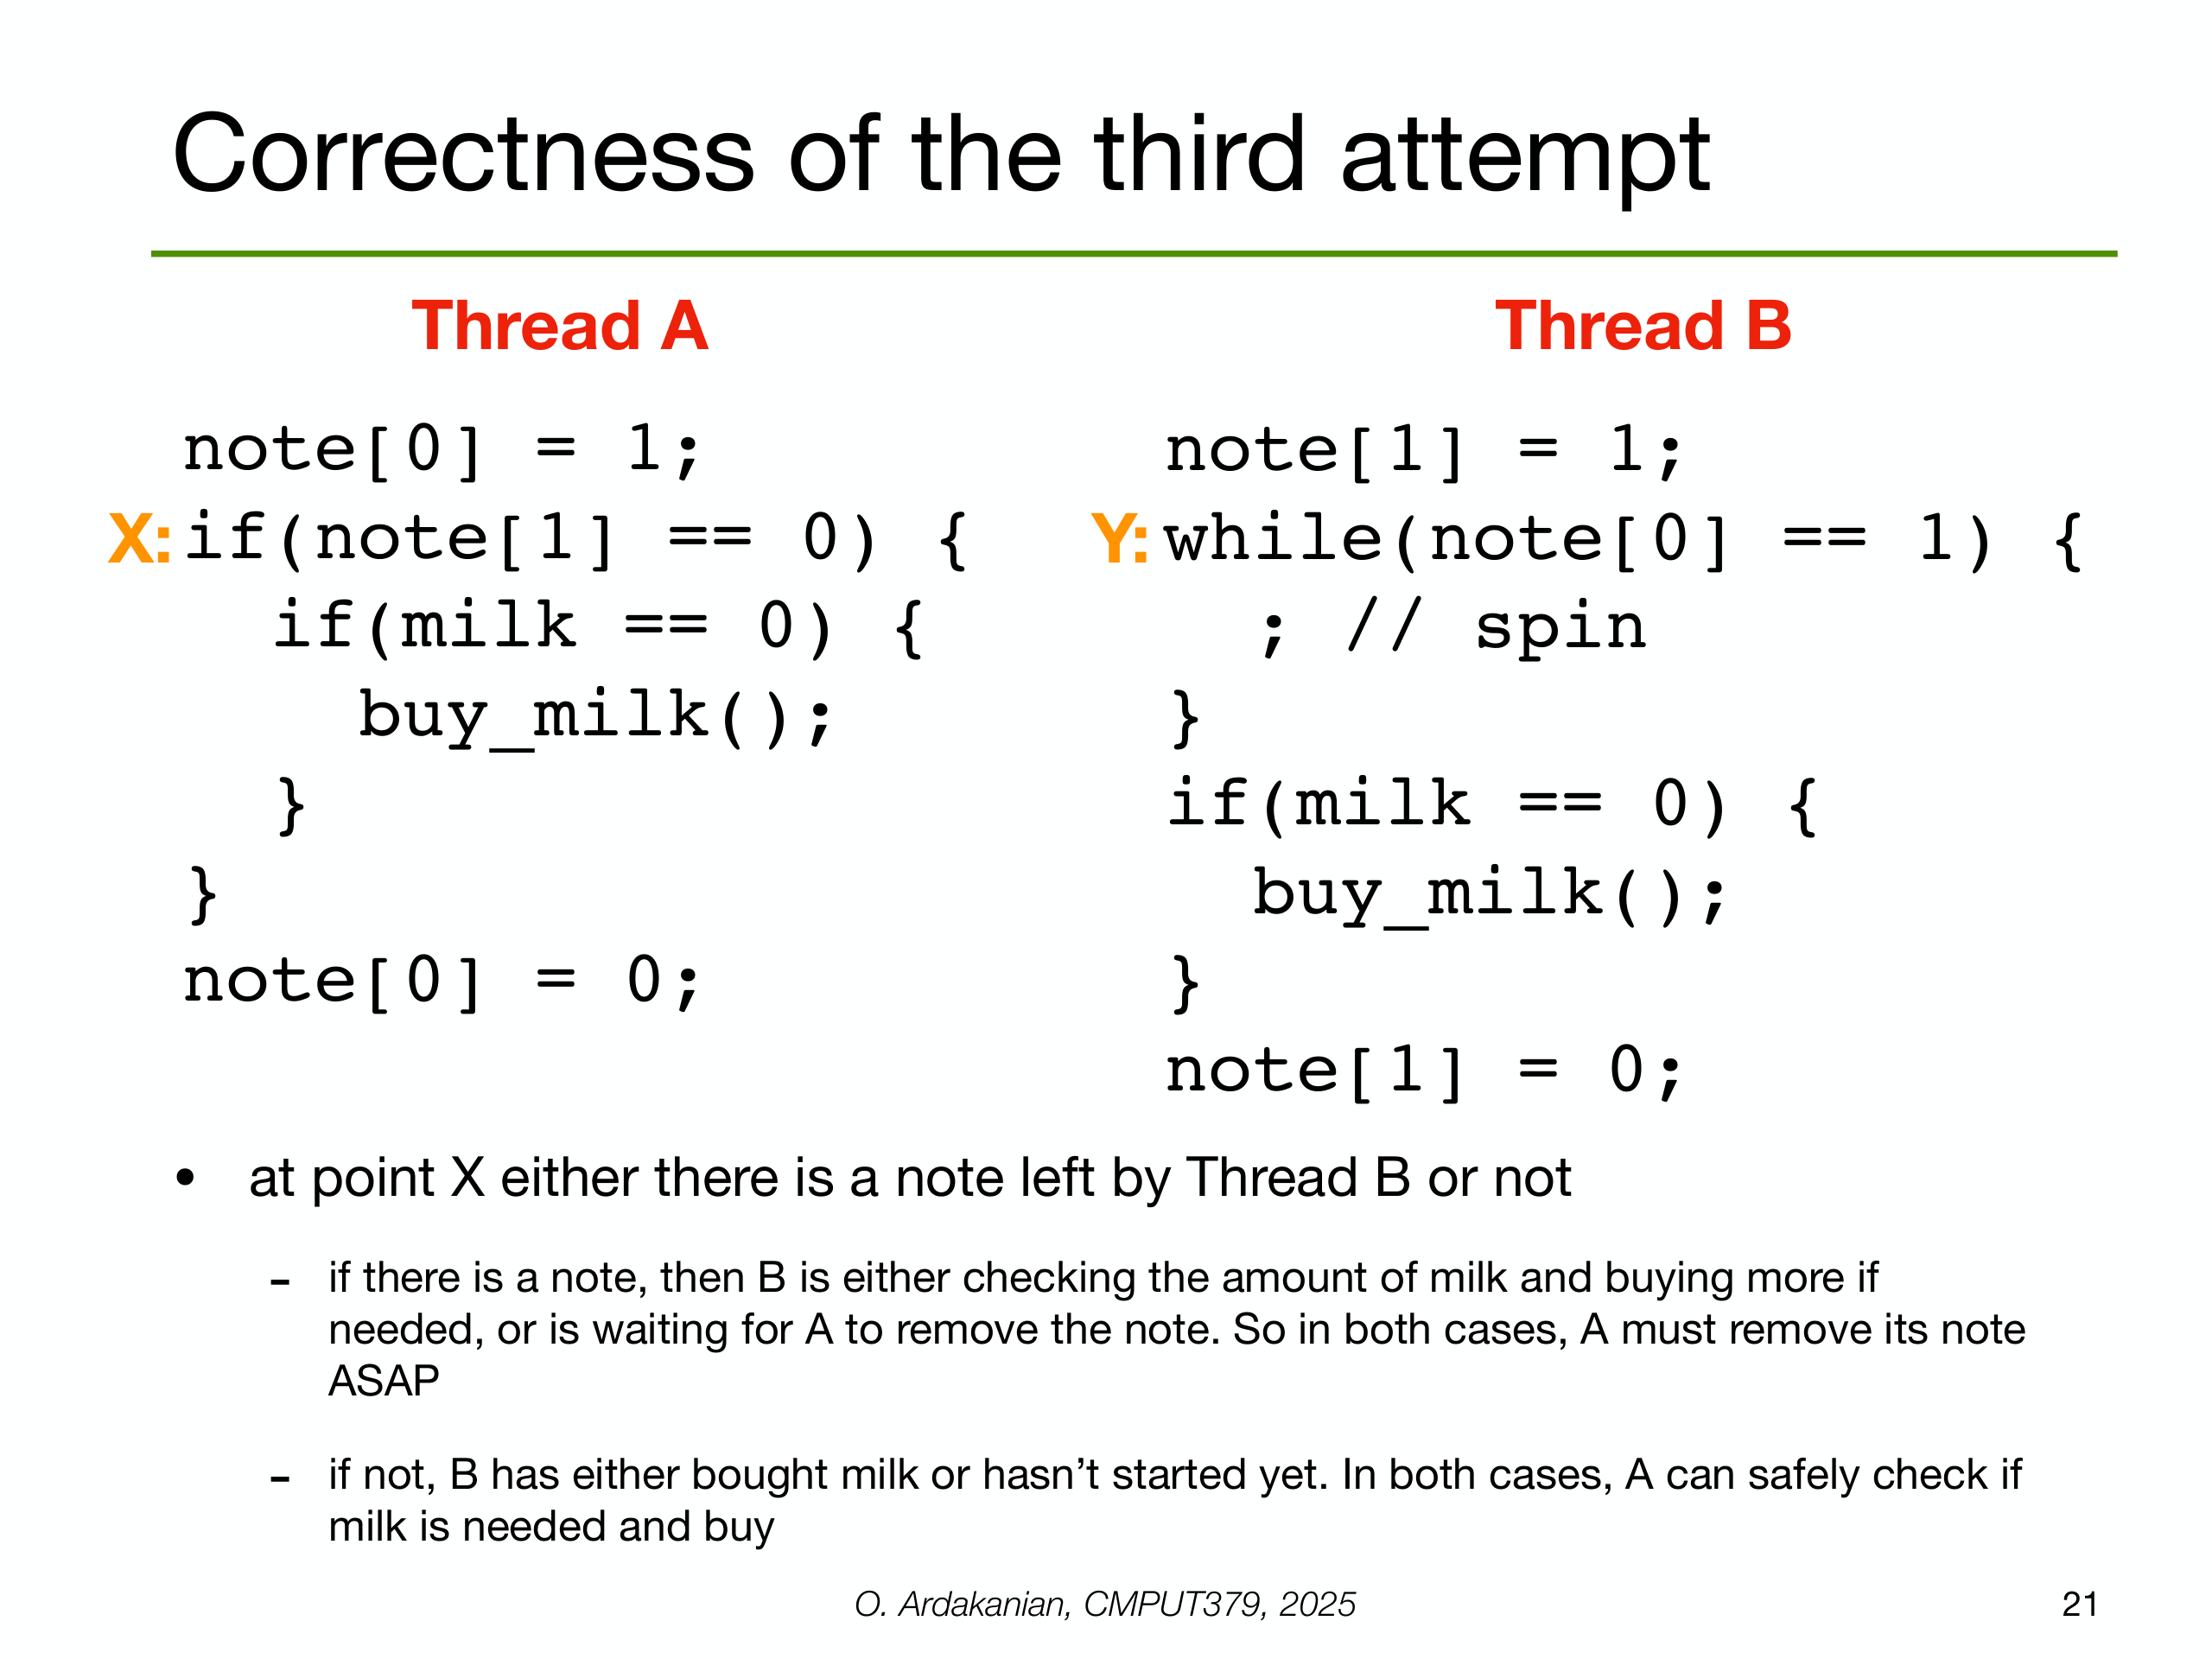 Correctness of the third attempt
Thread A
note[0] = 1;
X: if(note[1] == 0) {
if(milk == 0) {
buy_milk();
}
}
note[0] = 0;
Thread B
note[1] = 1;
Y: while(note[0] == 1) {
; // spin
}
if(milk == 0) {
buy_milk();
}
note[1] = 0;
• at point X either there is a note left by Thread B or not
- if there is a note, then B is either checking the amount of milk and buying more if
needed, or is waiting for A to remove the note. So in both cases, A must remove its note
ASAP
- if not, B has either bought milk or hasn’t started yet. In both cases, A can safely check if
milk is needed and buy
O. Ardakanian, CMPUT379, 2025
21